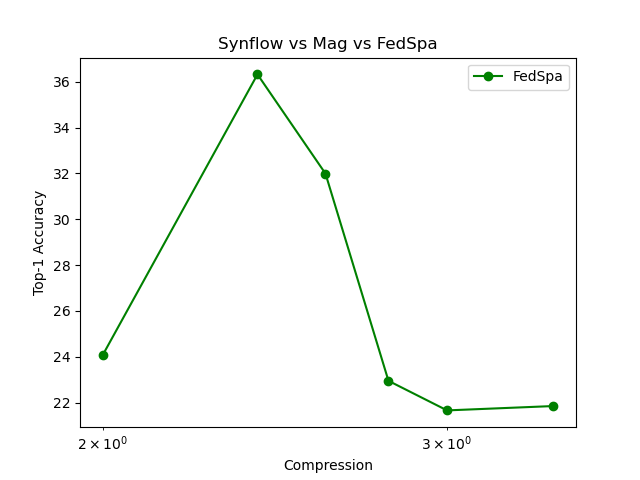 Synflow vs Mag vs FedSpa
FedSpa
36
34
32
30
28
26
24
22
Top-1 Accuracy
2 × 10⁰
3 × 10⁰
Compression